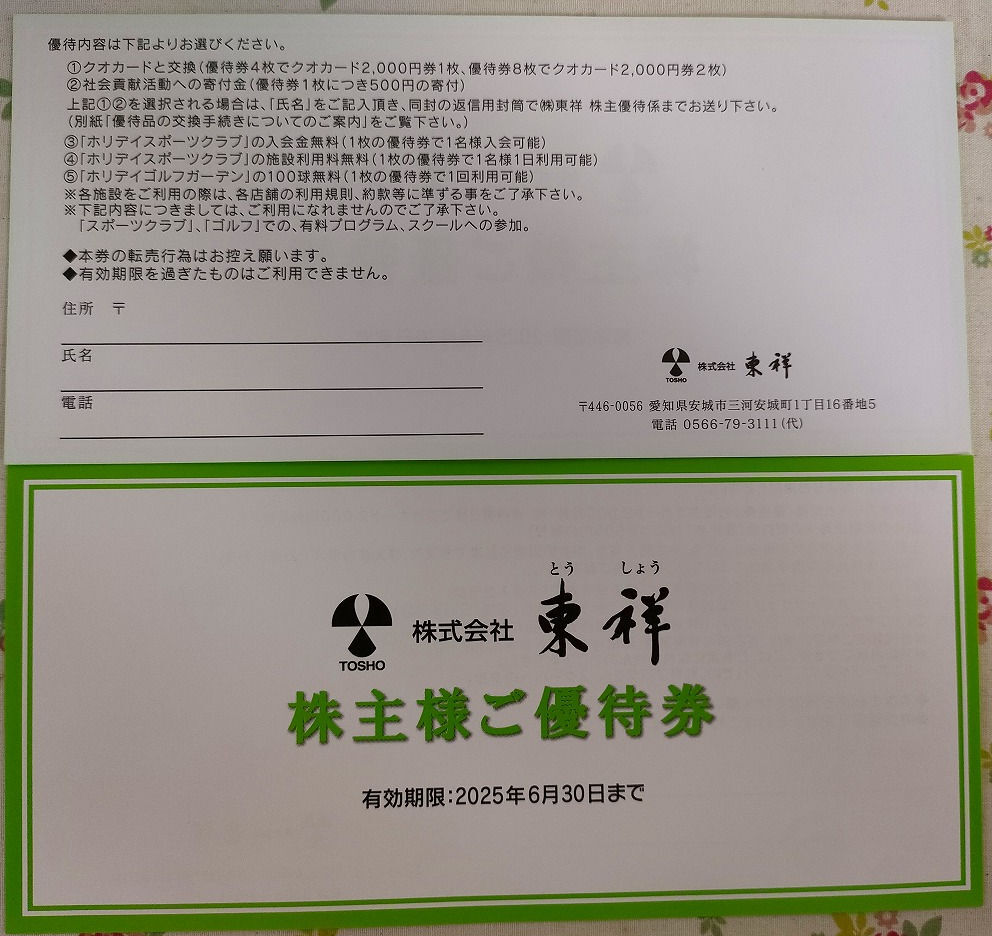 優待内容は下記よりお選びください。
①クオカードと交換(優待券4枚でクオカード2,000円券1枚、優待券8枚でクオカード2,000円券2枚)
②社会貢献活動への寄付金(優待券1枚につき500円の寄付)
上記①②を選択される場合は、「氏名」をご記入頂き、同封の返信用封筒で㈱東祥 株主優待係までお送り下さい。
(別紙「優待品の交換手続きについてのご案内」をご覧下さい。)
③「ホリデイスポーツクラブ」の入会金無料(1枚の優待券で1名様入会可能)
④「ホリデイスポーツクラブ」の施設利用料無料(1枚の優待券で1名様1日利用可能)
⑤「ホリデイゴルフガーデン」の100球無料(1枚の優待券で1回利用可能)
※各施設をご利用の際は、各店舗の利用規則、約款等に準ずる事をご了承下さい。
※下記内容につきましては、ご利用になれませんのでご了承下さい。
「スポーツクラブ」、「ゴルフ」での、有料プログラム、スクールへの参加。
◆本券の転売行為はお控え願います。
◆有効期限を過ぎたものはご利用できません。
住所 〒
氏名
電話
TOSHO 株式会社 東祥
〒446-0056 愛知県安城市三河安城町1丁目16番地5
電話 0566-79-3111(代)
とう しょう
TOSHO 株式会社 東祥
株主様ご優待券
有効期限:2025年6月30日まで